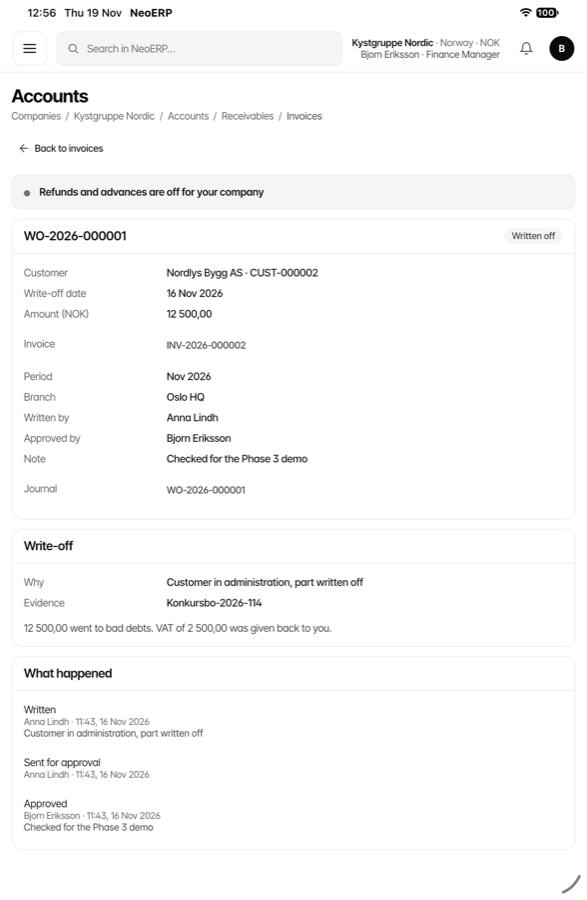 12:56 Thu 19 Nov NeoERP
100
Search in NeoERP...
Kystgruppe Nordic · Norway · NOK
Bjorn Eriksson · Finance Manager
B
Accounts
Companies / Kystgruppe Nordic / Accounts / Receivables / Invoices
← Back to invoices
Refunds and advances are off for your company
WO-2026-000001 Written off
Customer Nordlys Bygg AS · CUST-000002
Write-off date 16 Nov 2026
Amount (NOK) 12 500,00
Invoice INV-2026-000002
Period Nov 2026
Branch Oslo HQ
Written by Anna Lindh
Approved by Bjorn Eriksson
Note Checked for the Phase 3 demo
Journal WO-2026-000001
Write-off
Why Customer in administration, part written off
Evidence Konkursbo-2026-114
12 500,00 went to bad debts. VAT of 2 500,00 was given back to you.
What happened
Written
Anna Lindh · 11:43, 16 Nov 2026
Customer in administration, part written off
Sent for approval
Anna Lindh · 11:43, 16 Nov 2026
Approved
Bjorn Eriksson · 11:43, 16 Nov 2026
Checked for the Phase 3 demo